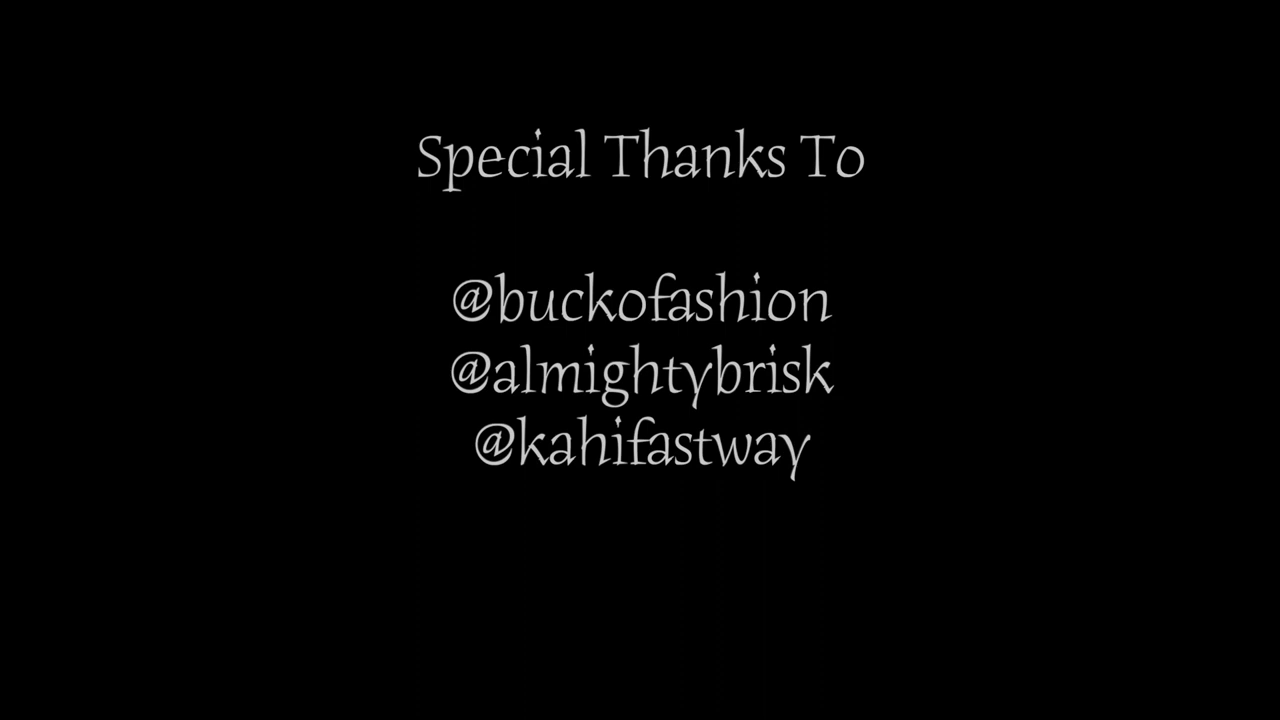 Special Thanks To
@buckofashion
@almightybrisk
@kahifastway